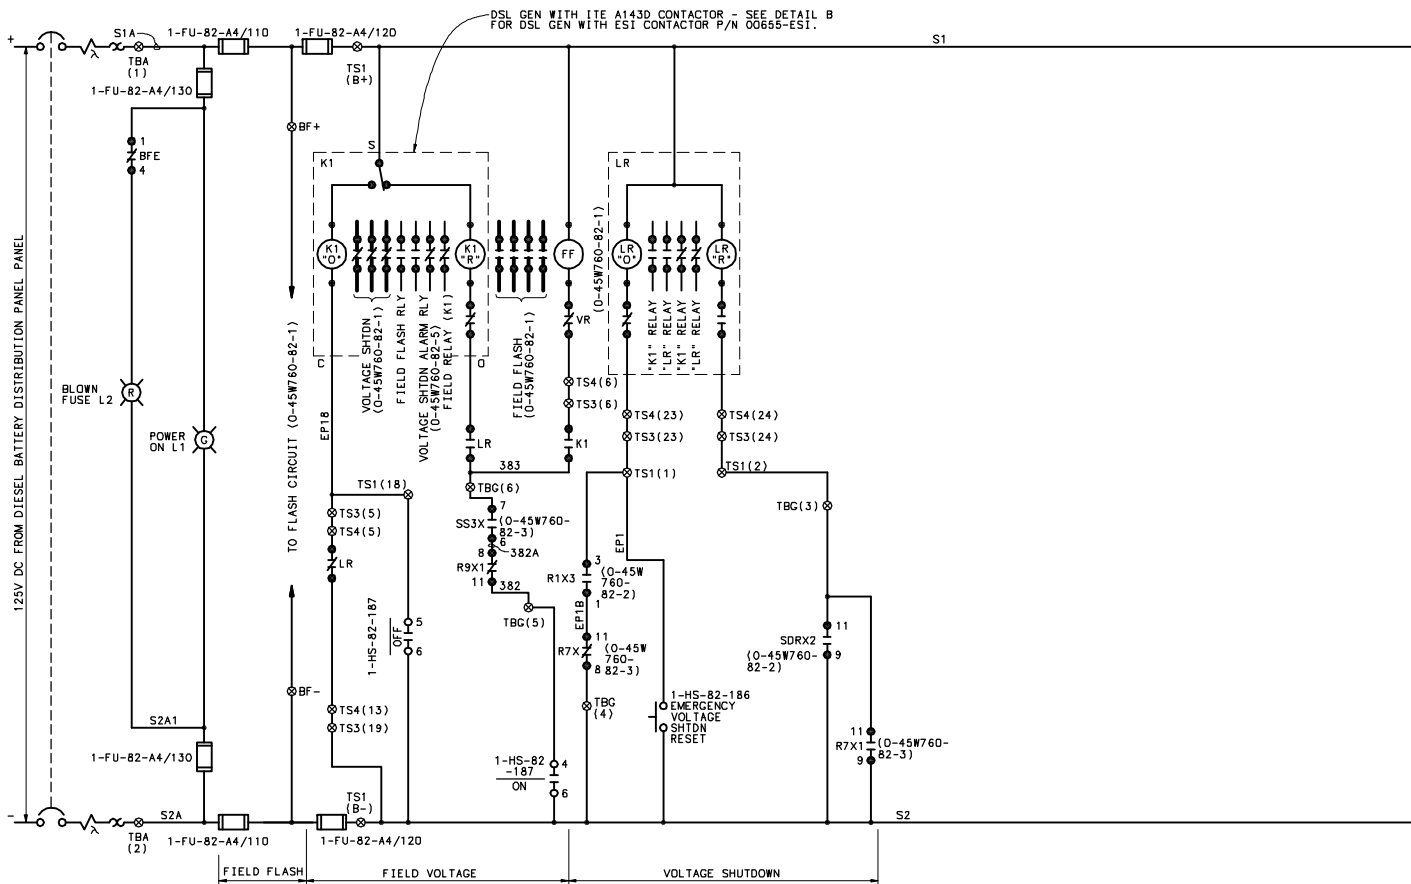 DSL GEN WITH ITE A143D CONTACTOR - SEE DETAIL B
FOR DSL GEN WITH ESI CONTACTOR P/N 00655-ESI.
+
S1A
1-FU-82-A4/110
1-FU-82-A4/120
S1
TBA
(1)
TS1
(B+)
1-FU-82-A4/130
BF+
1
BFE
4
S
K1
LR
K1
"O"
K1
"R"
FF
LR
"O"
LR
"R"
VOLTAGE SHTDN
(0-45W760-82-1)
FIELD FLASH RLY
VOLTAGE SHTDN ALARM RLY
(0-45W760-82-5)
FIELD RELAY (K1)
FIELD FLASH
(0-45W760-82-1)
VR
(0-45W760-82-1)
"K1" RELAY
"LR" RELAY
"K1" RELAY
"LR" RELAY
C
O
125V DC FROM DIESEL BATTERY DISTRIBUTION PANEL PANEL
TO FLASH CIRCUIT (0-45W760-82-1)
BLOWN
FUSE L2
R
POWER
ON L1
G
EP18
TS4(6)
TS3(6)
TS4(23)
TS3(23)
TS4(24)
TS3(24)
LR
K1
383
TS1(1)
TS1(2)
TS1(18)
TBG(6)
TBG(3)
TS3(5)
TS4(5)
LR
7
SS3X
(0-45W760-
82-3)
6
382A
8
R9X1
11
382
TBG(5)
EP1
3
R1X3
(0-45W
760-
82-2)
1
EP1B
11
R7X
(0-45W
760-
82-3)
8
TBG
(4)
1-HS-82-187
OFF
5
6
11
SDRX2
(0-45W760-
82-2)
9
BF-
S2A1
TS4(13)
TS3(19)
1-HS-82-186
EMERGENCY
VOLTAGE
SHTDN
RESET
11
R7X1
(0-45W760-
82-3)
9
1-FU-82-A4/130
1-HS-82
-187
ON
4
6
-
S2A
TS1
(B-)
S2
TBA
(2)
1-FU-82-A4/110
1-FU-82-A4/120
FIELD FLASH
FIELD VOLTAGE
VOLTAGE SHUTDOWN